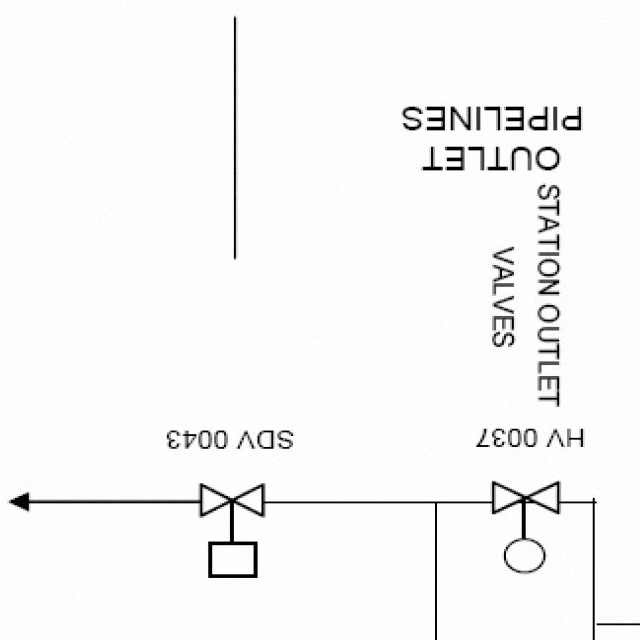 HV 0037
SDV 0043
STATION OUTLET
VALVES
OUTLET
PIPELINES